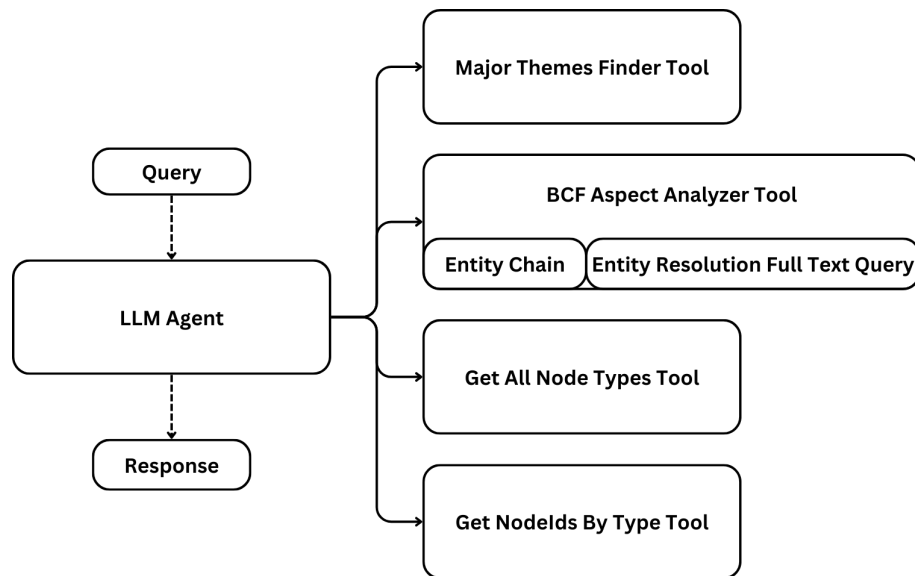 Major Themes Finder Tool
Query
BCF Aspect Analyzer Tool
Entity Chain
Entity Resolution Full Text Query
LLM Agent
Get All Node Types Tool
Response
Get NodeIds By Type Tool